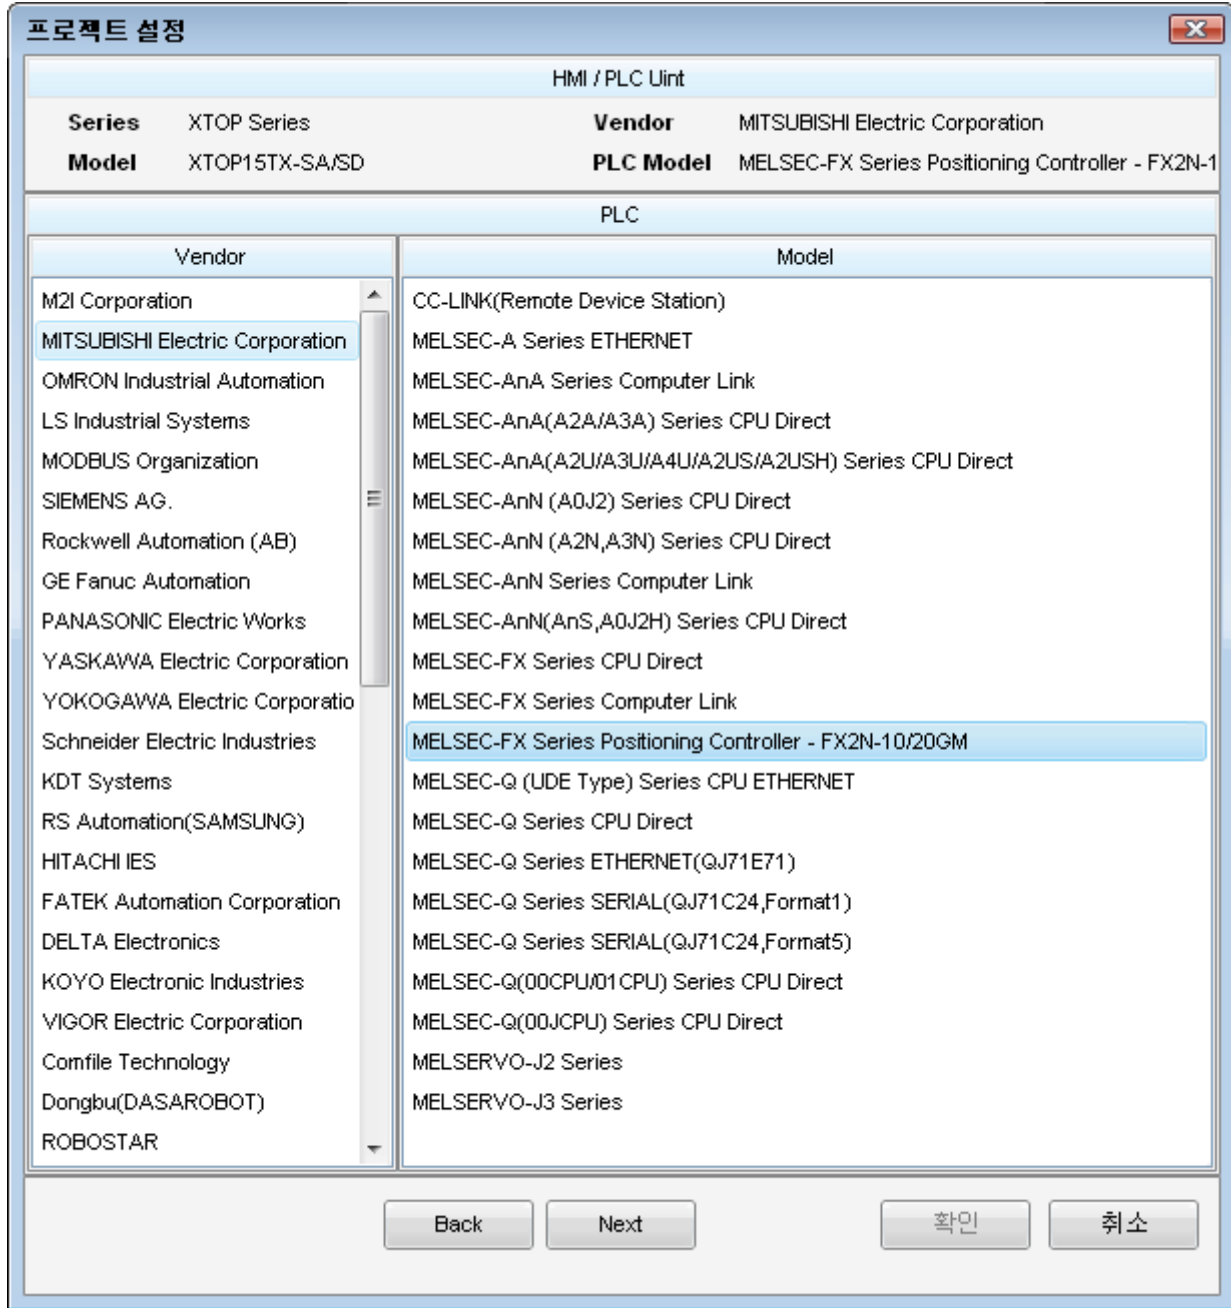 프로젝트 설정
HMI / PLC Uint
Series XTOP Series Vendor MITSUBISHI Electric Corporation
Model XTOP15TX-SA/SD PLC Model MELSEC-FX Series Positioning Controller - FX2N-1
PLC
Vendor
M2I Corporation
MITSUBISHI Electric Corporation
OMRON Industrial Automation
LS Industrial Systems
MODBUS Organization
SIEMENS AG.
Rockwell Automation (AB)
GE Fanuc Automation
PANASONIC Electric Works
YASKAWA Electric Corporation
YOKOGAWA Electric Corporatio
Schneider Electric Industries
KDT Systems
RS Automation(SAMSUNG)
HITACHI IES
FATEK Automation Corporation
DELTA Electronics
KOYO Electronic Industries
VIGOR Electric Corporation
Comfile Technology
Dongbu(DASAROBOT)
ROBOSTAR
Model
CC-LINK(Remote Device Station)
MELSEC-A Series ETHERNET
MELSEC-AnA Series Computer Link
MELSEC-AnA(A2A/A3A) Series CPU Direct
MELSEC-AnA(A2U/A3U/A4U/A2US/A2USH) Series CPU Direct
MELSEC-AnN (A0J2) Series CPU Direct
MELSEC-AnN (A2N,A3N) Series CPU Direct
MELSEC-AnN Series Computer Link
MELSEC-AnN(AnS,A0J2H) Series CPU Direct
MELSEC-FX Series CPU Direct
MELSEC-FX Series Computer Link
MELSEC-FX Series Positioning Controller - FX2N-10/20GM
MELSEC-Q (UDE Type) Series CPU ETHERNET
MELSEC-Q Series CPU Direct
MELSEC-Q Series ETHERNET(QJ71E71)
MELSEC-Q Series SERIAL(QJ71C24,Format1)
MELSEC-Q Series SERIAL(QJ71C24,Format5)
MELSEC-Q(00CPU/01CPU) Series CPU Direct
MELSEC-Q(00JCPU) Series CPU Direct
MELSERVO-J2 Series
MELSERVO-J3 Series
Back Next 확인 취소